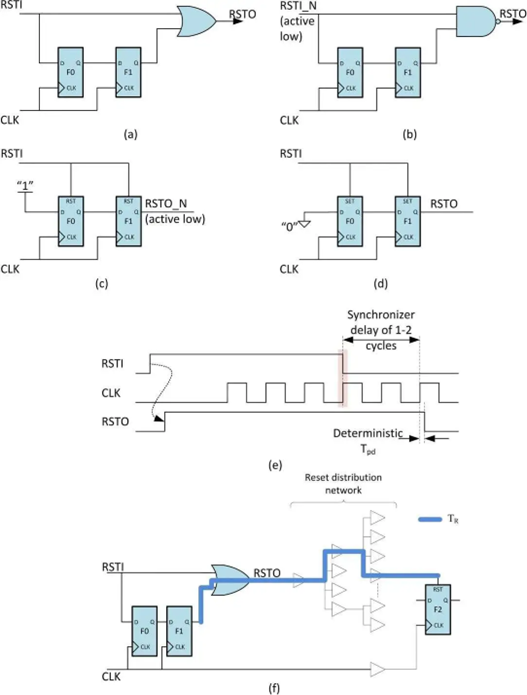 RSTI
RSTO
D Q
F0
CLK
D Q
F1
CLK
CLK
(a)
RSTI_N
(active
low)
RSTO
D Q
F0
CLK
D Q
F1
CLK
CLK
(b)
RSTI
"1"
RST
D Q
F0
CLK
RST
D Q
F1
CLK
RSTO_N
(active low)
CLK
(c)
RSTI
"0"
SET
D Q
F0
CLK
SET
D Q
F1
CLK
RSTO
CLK
(d)
Synchronizer
delay of 1-2
cycles
RSTI
CLK
RSTO
Deterministic
Tpd
(e)
Reset distribution
network
TR
RSTI
RSTO
D Q
F0
CLK
D Q
F1
CLK
RST
D Q
F2
CLK
CLK
(f)